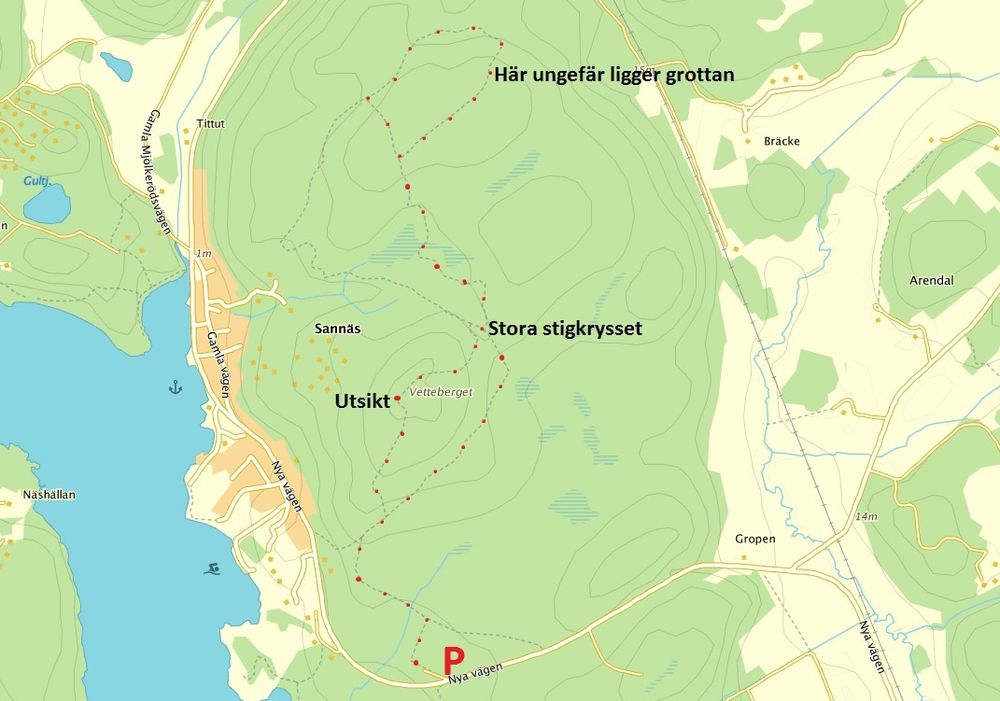 Här ungefär ligger grottan
15m
Bräcke
Tittut
Gamla Mjölkerödsvägen
Gultj.
n
1m
Arendal
Sannäs
Stora stigkrysset
Gamla vägen
Utsikt
Vetteberget
Nya vägen
Näshällan
14m
Gropen
P
Nya vägen
Nya vägen